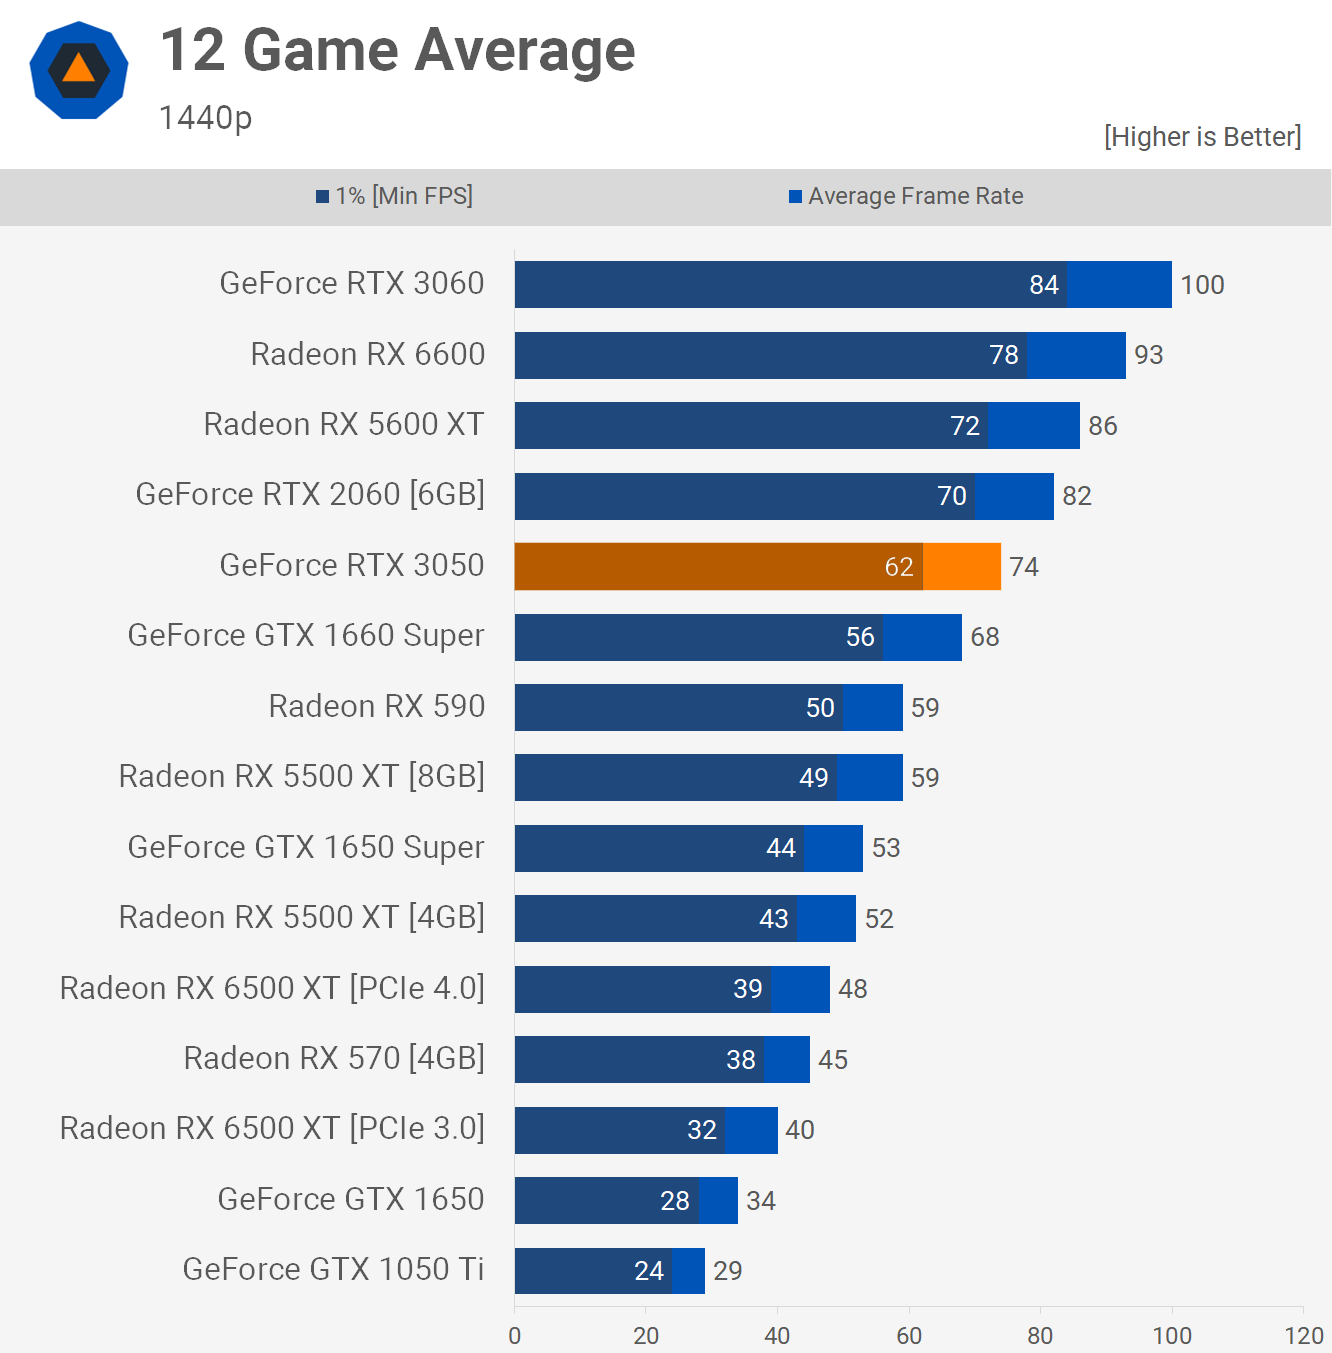 12 Game Average
1440p
[Higher is Better]
1% [Min FPS] Average Frame Rate
GeForce RTX 3060 84 100
Radeon RX 6600 78 93
Radeon RX 5600 XT 72 86
GeForce RTX 2060 [6GB] 70 82
GeForce RTX 3050 62 74
GeForce GTX 1660 Super 56 68
Radeon RX 590 50 59
Radeon RX 5500 XT [8GB] 49 59
GeForce GTX 1650 Super 44 53
Radeon RX 5500 XT [4GB] 43 52
Radeon RX 6500 XT [PCIe 4.0] 39 48
Radeon RX 570 [4GB] 38 45
Radeon RX 6500 XT [PCIe 3.0] 32 40
GeForce GTX 1650 28 34
GeForce GTX 1050 Ti 24 29
0 20 40 60 80 100 120